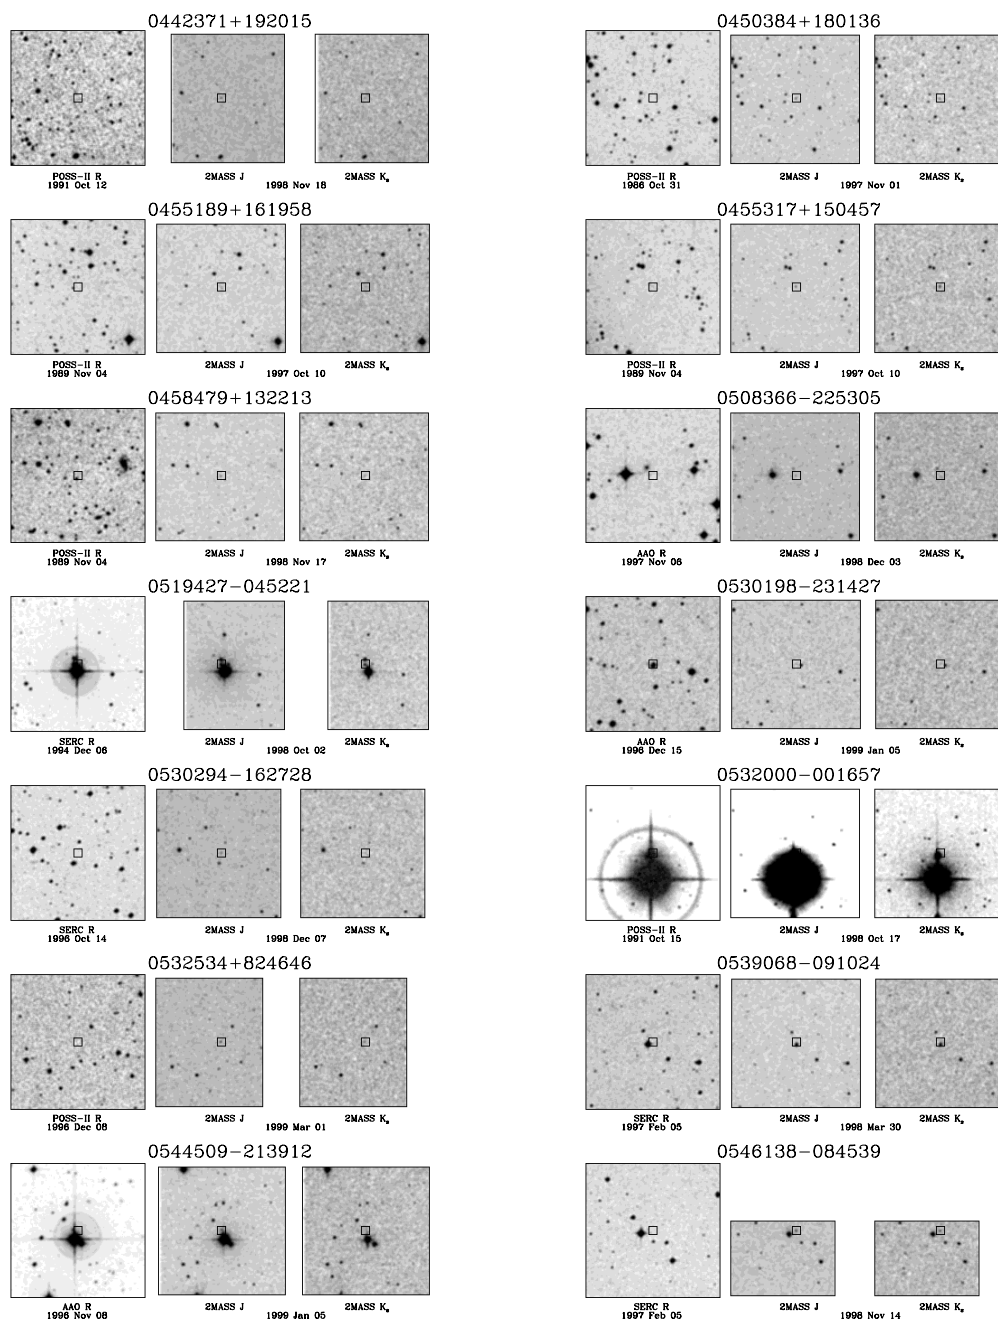 0442371+192015
POSS-II R
1991 Oct 12
2MASS J
1998 Nov 18
2MASS Ks
0450384+180136
POSS-II R
1986 Oct 31
2MASS J
1997 Nov 01
2MASS Ks
0455189+161958
POSS-II R
1989 Nov 04
2MASS J
1997 Oct 10
2MASS Ks
0455317+150457
POSS-II R
1989 Nov 04
2MASS J
1997 Oct 10
2MASS Ks
0458479+132213
POSS-II R
1989 Nov 04
2MASS J
1998 Nov 17
2MASS Ks
0508366-225305
AAO R
1997 Nov 06
2MASS J
1998 Dec 03
2MASS Ks
0519427-045221
SERC R
1994 Dec 06
2MASS J
1998 Oct 02
2MASS Ks
0530198-231427
AAO R
1996 Dec 15
2MASS J
1999 Jan 05
2MASS Ks
0530294-162728
SERC R
1996 Oct 14
2MASS J
1998 Dec 07
2MASS Ks
0532000-001657
POSS-II R
1991 Oct 15
2MASS J
1998 Oct 17
2MASS Ks
0532534+824646
POSS-II R
1996 Dec 08
2MASS J
1999 Mar 01
2MASS Ks
0539068-091024
SERC R
1997 Feb 05
2MASS J
1998 Mar 30
2MASS Ks
0544509-213912
AAO R
1996 Nov 08
2MASS J
1999 Jan 05
2MASS Ks
0546138-084539
SERC R
1997 Feb 05
2MASS J
1998 Nov 14
2MASS Ks